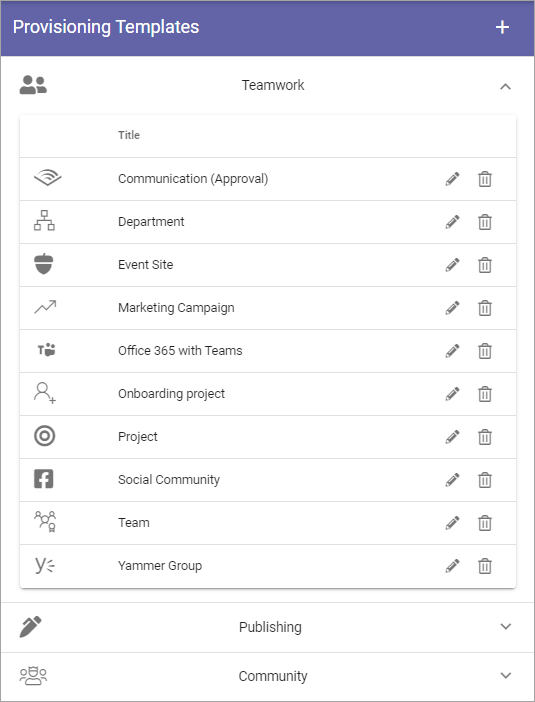 Provisioning Templates
Teamwork
Title
Communication (Approval)
Department
Event Site
Marketing Campaign
Office 365 with Teams
Onboarding project
Project
Social Community
Team
Yammer Group
Publishing
Community